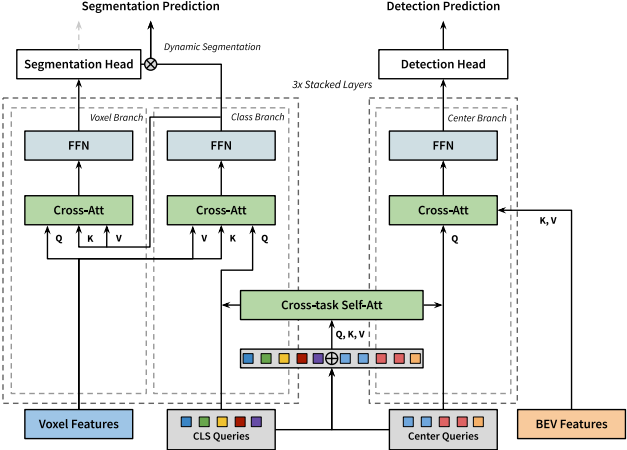 Segmentation Prediction
Detection Prediction
Dynamic Segmentation
Segmentation Head
Detection Head
3x Stacked Layers
Voxel Branch
Class Branch
Center Branch
FFN
FFN
FFN
Cross-Att
Cross-Att
Cross-Att
Q
K
V
V
K
Q
Q
K, V
Cross-task Self-Att
Q, K, V
Voxel Features
CLS Queries
Center Queries
BEV Features